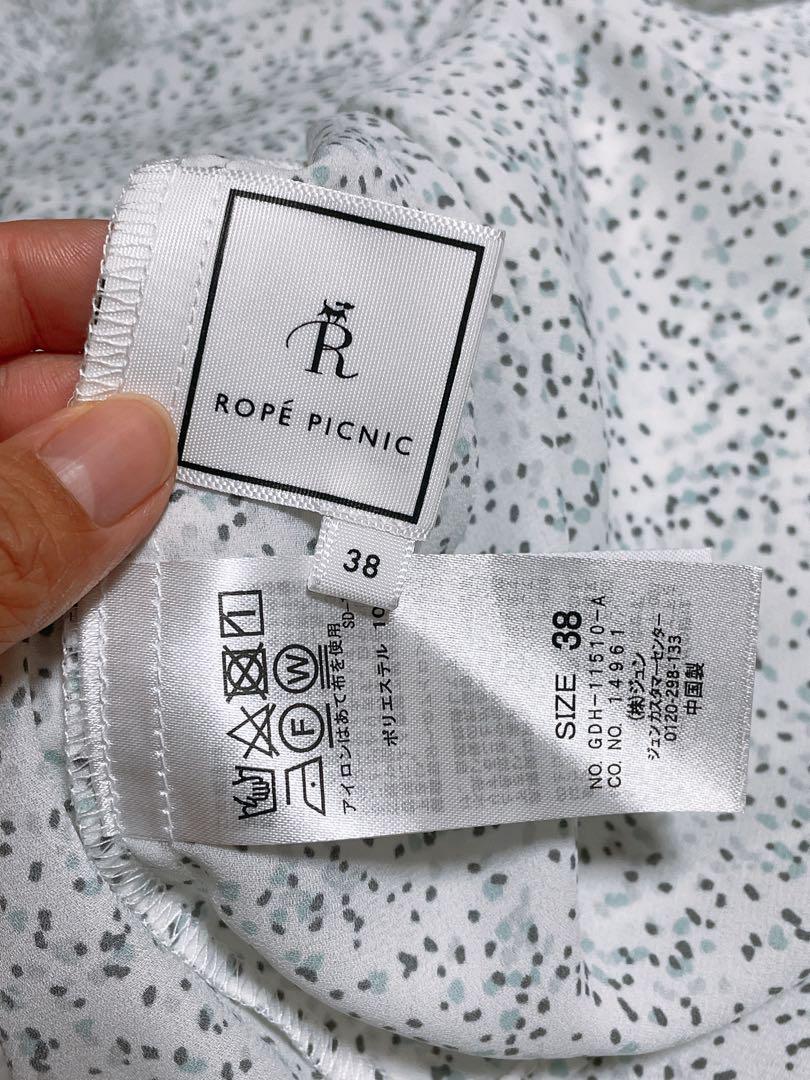 R
ROPÉ PICNIC
38
W
F
アイロンはあて布を使用
SD-
ポリエステル 10
SIZE 38
NO. GDH-11510-A
CO. NO. 14961
(株)ジュン
ジュンカスタマーセンター
0120-298-133
中国製